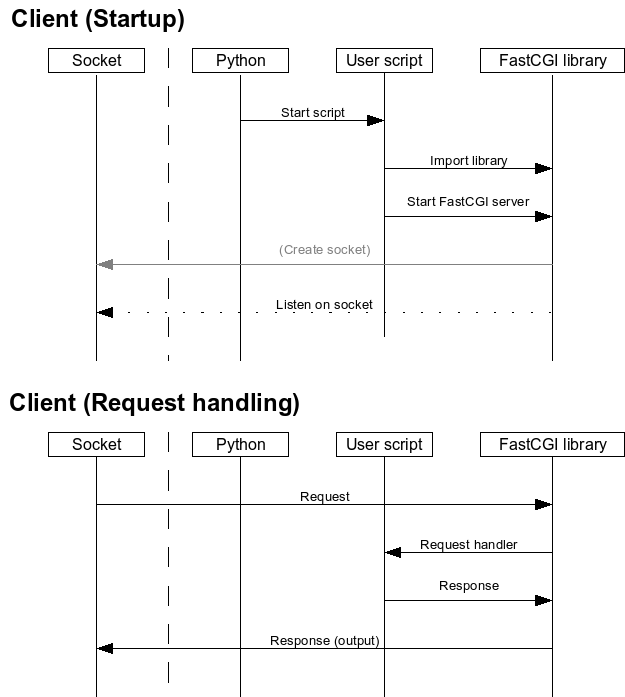 Client (Startup)
Socket Python User script FastCGI library
Start script
Import library
Start FastCGI server
(Create socket)
Listen on socket
Client (Request handling)
Socket Python User script FastCGI library
Request
Request handler
Response
Response (output)